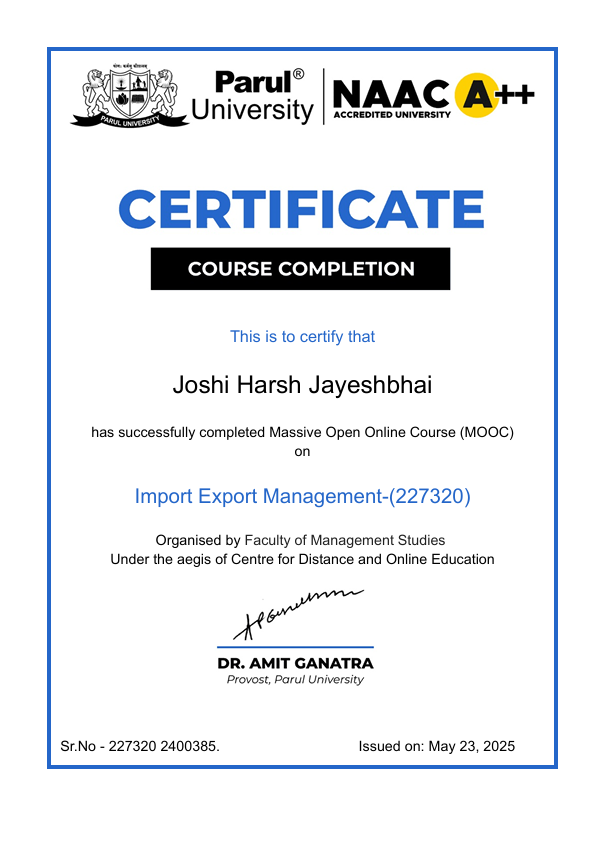 PARUL UNIVERSITY
Parul®
University
NAAC A++
ACCREDITED UNIVERSITY
CERTIFICATE
COURSE COMPLETION
This is to certify that
Joshi Harsh Jayeshbhai
has successfully completed Massive Open Online Course (MOOC)
on
Import Export Management-(227320)
Organised by Faculty of Management Studies
Under the aegis of Centre for Distance and Online Education
DR. AMIT GANATRA
Provost, Parul University
Sr.No - 227320 2400385.
Issued on: May 23, 2025